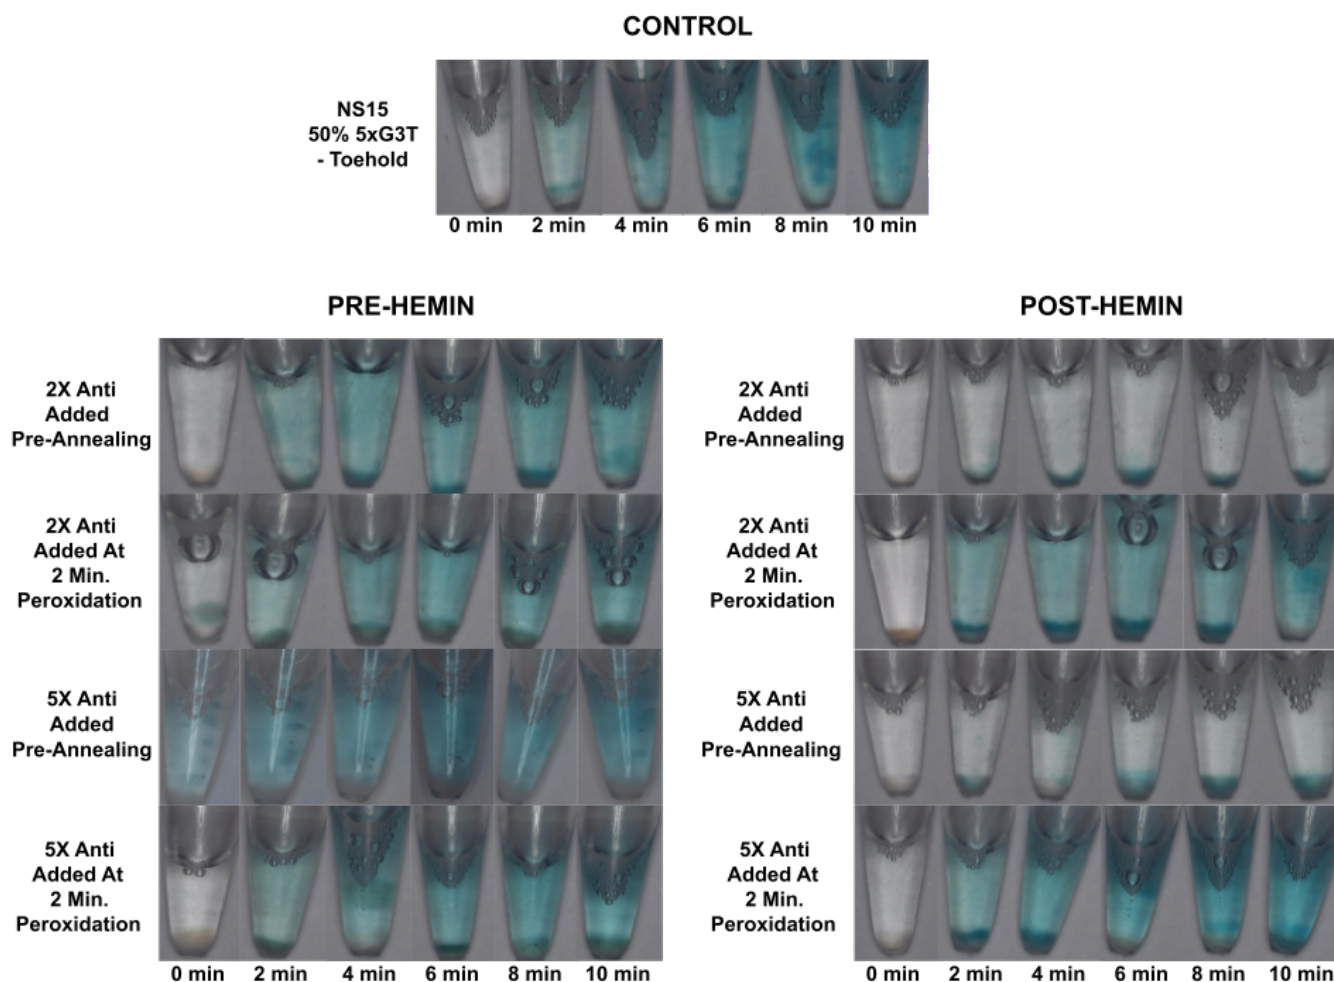 CONTROL
NS15
50% 5xG3T
- Toehold
0 min 2 min 4 min 6 min 8 min 10 min
PRE-HEMIN
2X Anti
Added
Pre-Annealing
2X Anti
Added At
2 Min.
Peroxidation
5X Anti
Added
Pre-Annealing
5X Anti
Added At
2 Min.
Peroxidation
0 min 2 min 4 min 6 min 8 min 10 min
POST-HEMIN
2X Anti
Added
Pre-Annealing
2X Anti
Added At
2 Min.
Peroxidation
5X Anti
Added
Pre-Annealing
5X Anti
Added At
2 Min.
Peroxidation
0 min 2 min 4 min 6 min 8 min 10 min